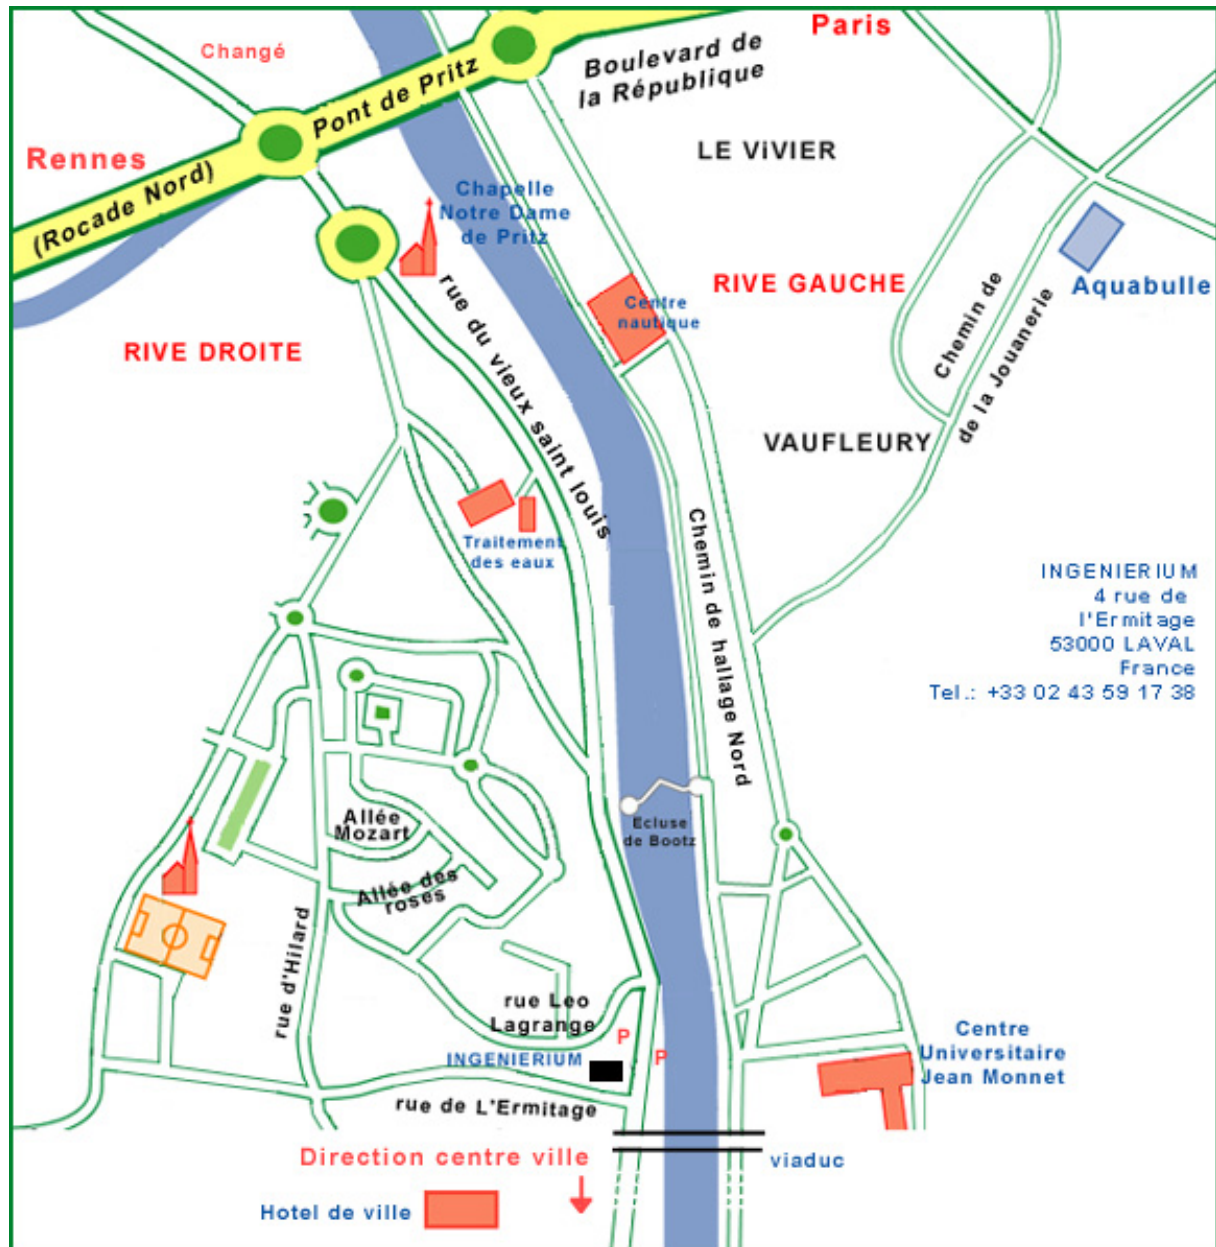 Paris
Changé
Boulevard de
la République
Pont de Pritz
LE ViVIER
Rennes
(Rocade Nord)
Chapelle
Notre Dame
de Pritz
RIVE GAUCHE
Aquabulle
Centre
nautique
rue du vieux saint louis
RIVE DROITE
Chemin de
de la Jouanerie
VAUFLEURY
Traitement
des eaux
Chemin de hallage Nord
INGENIERIUM
4 rue de
l'Ermitage
53000 LAVAL
France
Tel.: +33 02 43 59 17 38
Allée
Mozart
Ecluse
de Bootz
Allée des
roses
rue d'Hilard
rue Leo
Lagrange
P
P
INGENIERIUM
Centre
Universitaire
Jean Monnet
rue de L'Ermitage
Direction centre ville
viaduc
Hotel de ville